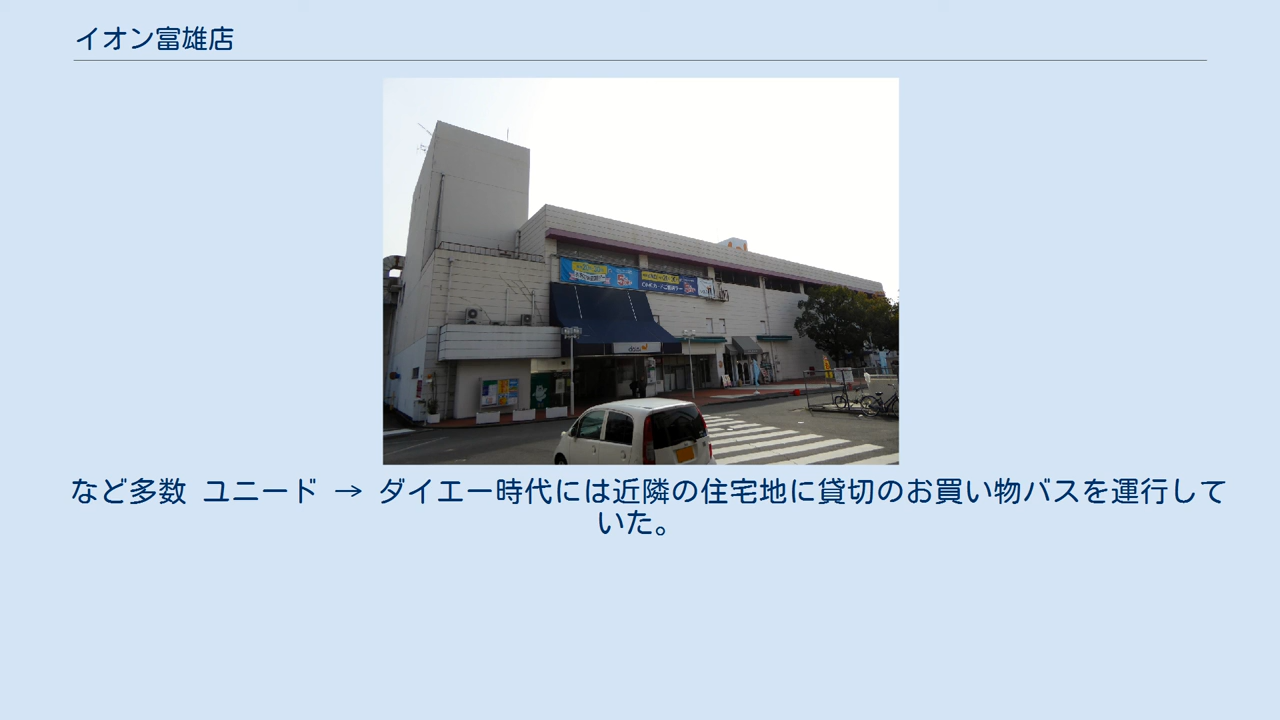 イオン富雄店
など多数 ユニード → ダイエー時代には近隣の住宅地に貸切のお買い物バスを運行して
いた。